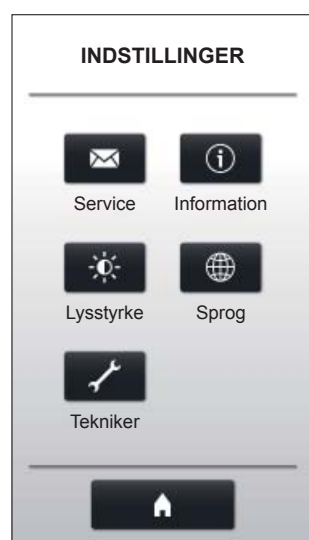 INDSTILLINGER
Service Information
Lysstyrke Sprog
Tekniker